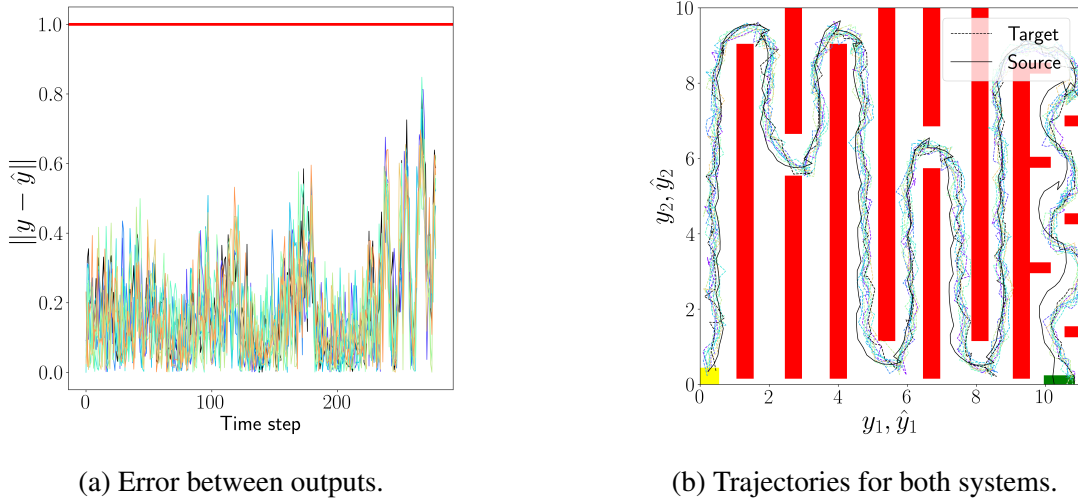 1.0
0.8
0.6
0.4
0.2
0.0
‖y − ŷ‖
0
100
200
Time step
(a) Error between outputs.
10
8
6
4
2
0
y₂, ŷ₂
Target
Source
0
2
4
6
8
10
y₁, ŷ₁
(b) Trajectories for both systems.